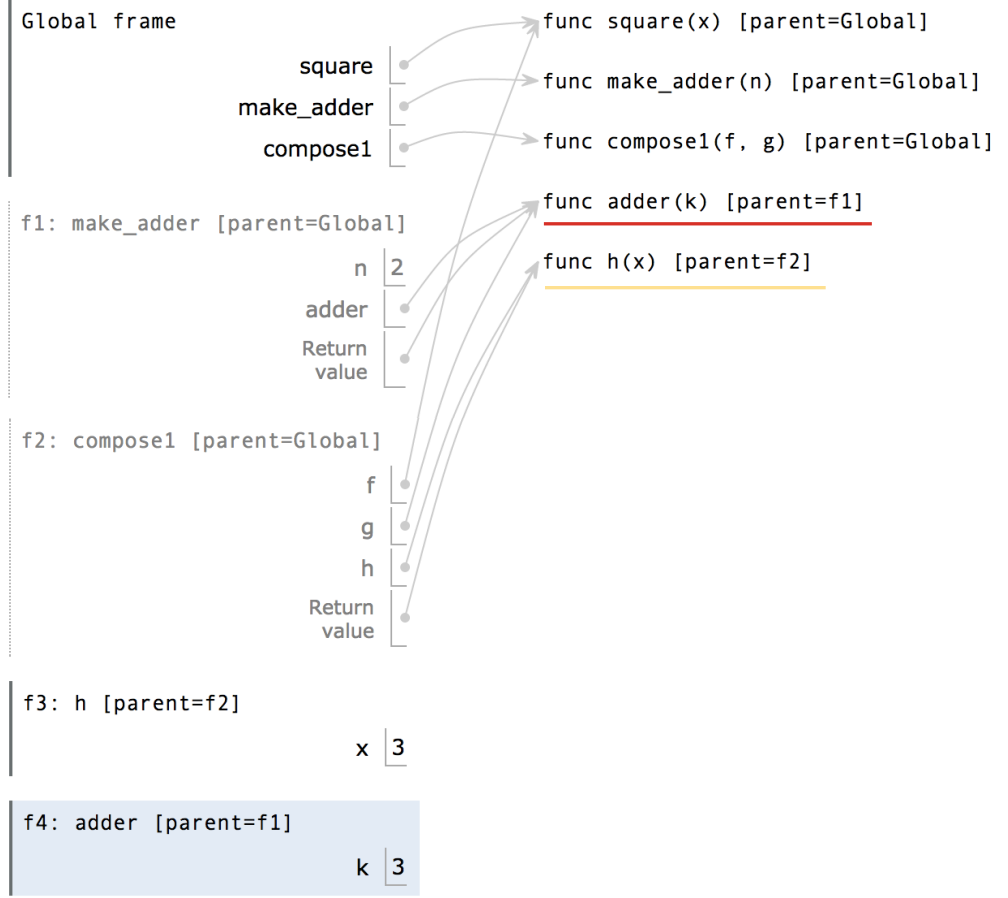 Global frame
square
make_adder
compose1
func square(x) [parent=Global]
func make_adder(n) [parent=Global]
func compose1(f, g) [parent=Global]
func adder(k) [parent=f1]
func h(x) [parent=f2]
f1: make_adder [parent=Global]
n 2
adder
Return
value
f2: compose1 [parent=Global]
f
g
h
Return
value
f3: h [parent=f2]
x 3
f4: adder [parent=f1]
k 3